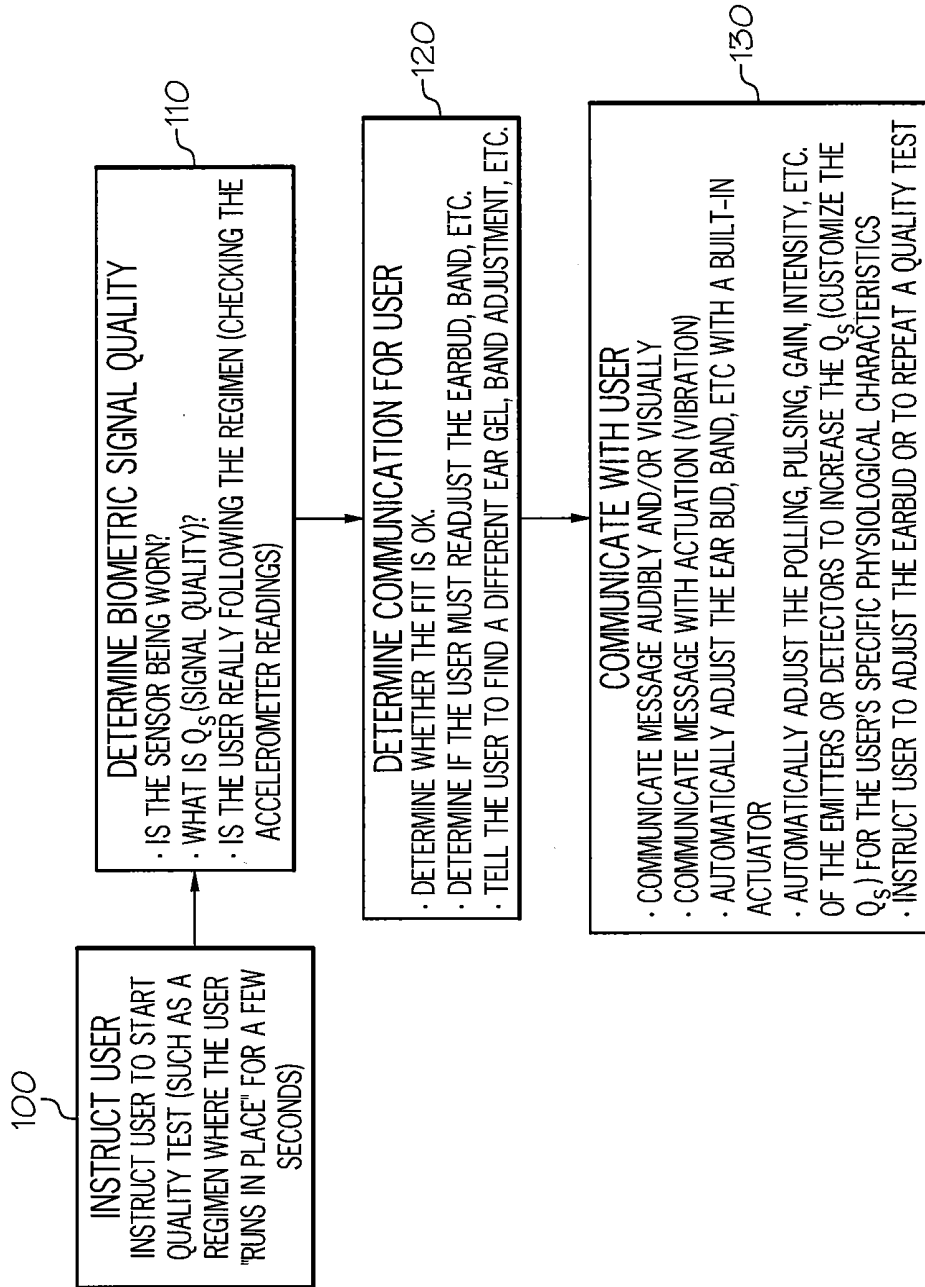 100
INSTRUCT USER
INSTRUCT USER TO START
QUALITY TEST (SUCH AS A
REGIMEN WHERE THE USER
"RUNS IN PLACE" FOR A FEW
SECONDS)
110
DETERMINE BIOMETRIC SIGNAL QUALITY
· IS THE SENSOR BEING WORN?
· WHAT IS QS (SIGNAL QUALITY)?
· IS THE USER REALLY FOLLOWING THE REGIMEN (CHECKING THE
ACCELEROMETER READINGS)
120
DETERMINE COMMUNICATION FOR USER
· DETERMINE WHETHER THE FIT IS OK.
· DETERMINE IF THE USER MUST READJUST THE EARBUD, BAND, ETC.
· TELL THE USER TO FIND A DIFFERENT EAR GEL, BAND ADJUSTMENT, ETC.
130
COMMUNICATE WITH USER
· COMMUNICATE MESSAGE AUDIBLY AND/OR VISUALLY
· COMMUNICATE MESSAGE WITH ACTUATION (VIBRATION)
· AUTOMATICALLY ADJUST THE EAR BUD, BAND, ETC WITH A BUILT-IN
ACTUATOR
· AUTOMATICALLY ADJUST THE POLLING, PULSING, GAIN, INTENSITY, ETC.
OF THE EMITTERS OR DETECTORS TO INCREASE THE QS (CUSTOMIZE THE
QS) FOR THE USER'S SPECIFIC PHYSIOLOGICAL CHARACTERISTICS
· INSTRUCT USER TO ADJUST THE EARBUD OR TO REPEAT A QUALITY TEST